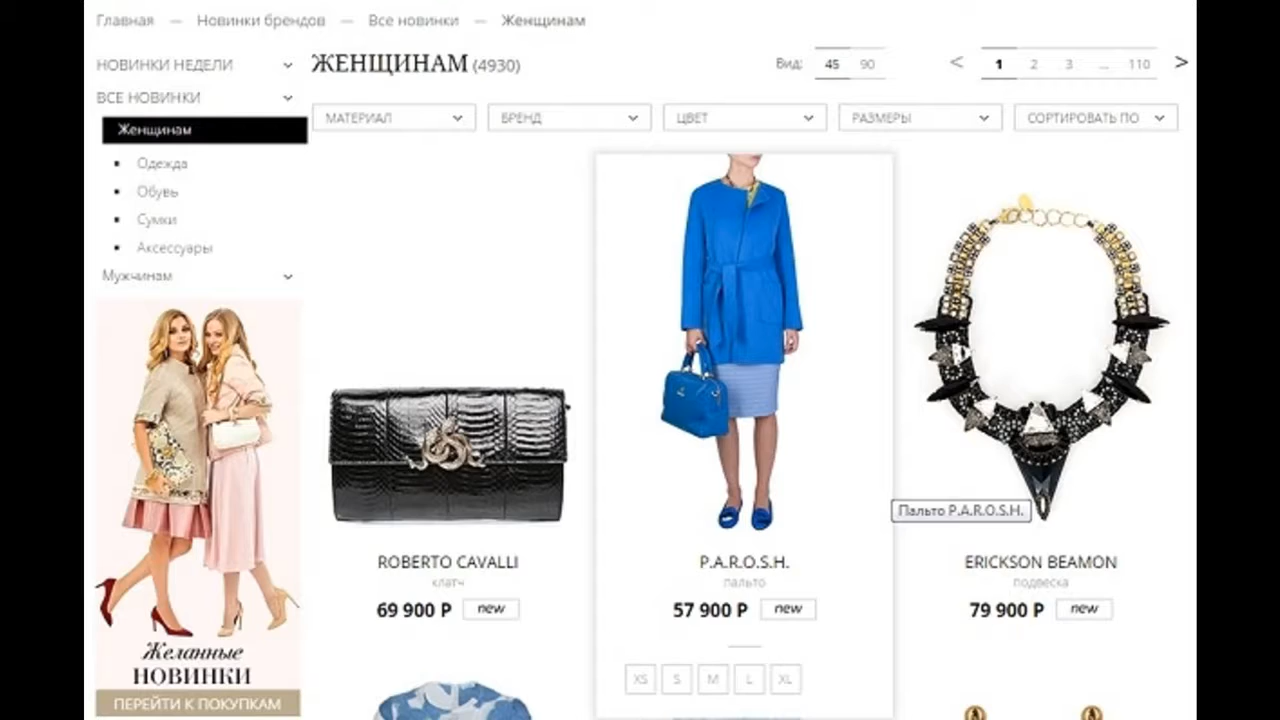 Главная — Новинки брендов — Все новинки — Женщинам
НОВИНКИ НЕДЕЛИ
ВСЕ НОВИНКИ
Женщинам
Одежда
Обувь
Сумки
Аксессуары
Мужчинам
Желанные
НОВИНКИ
ПЕРЕЙТИ К ПОКУПКАМ
ЖЕНЩИНАМ (4930)
Вид: 45 90
< 1 2 3 ... 110 >
МАТЕРИАЛ БРЕНД ЦВЕТ РАЗМЕРЫ СОРТИРОВАТЬ ПО
ROBERTO CAVALLI
клатч
69 900 Р new
P.A.R.O.S.H.
пальто
57 900 Р new
XS S M L XL
Пальто P.A.R.O.S.H.
ERICKSON BEAMON
подвеска
79 900 Р new